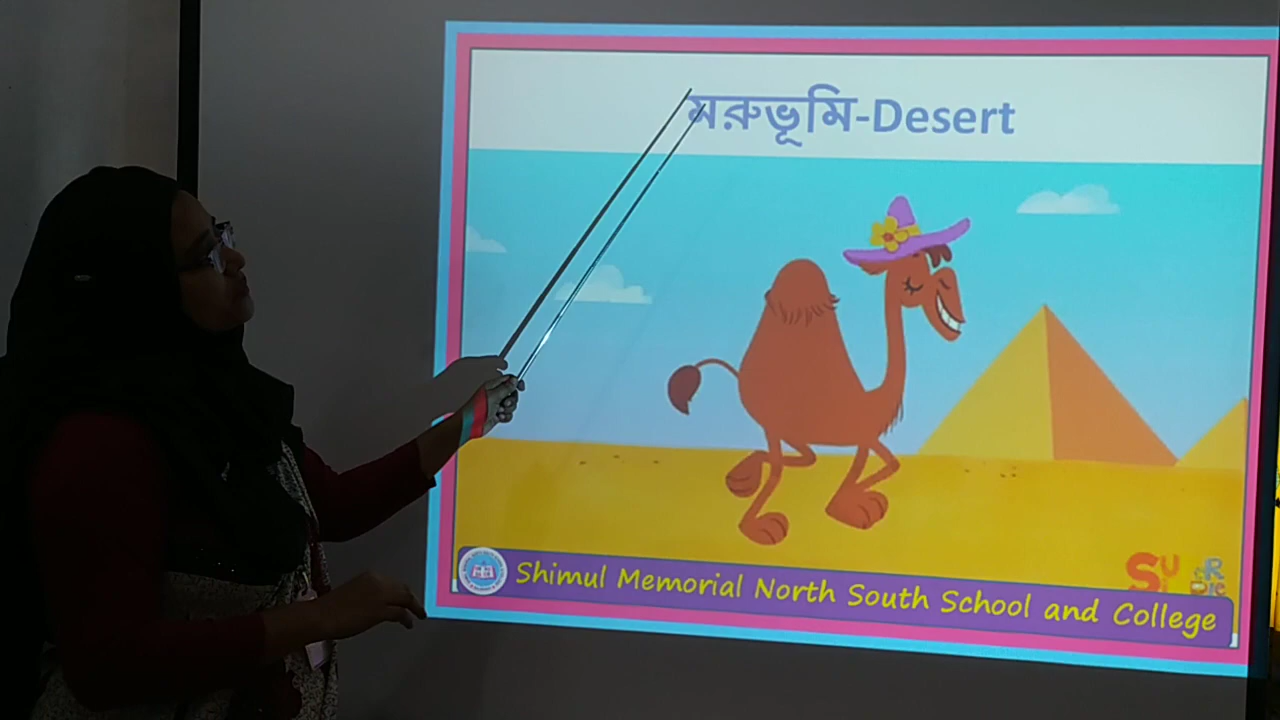 মরুভূমি-Desert
Shimul Memorial North South School and College